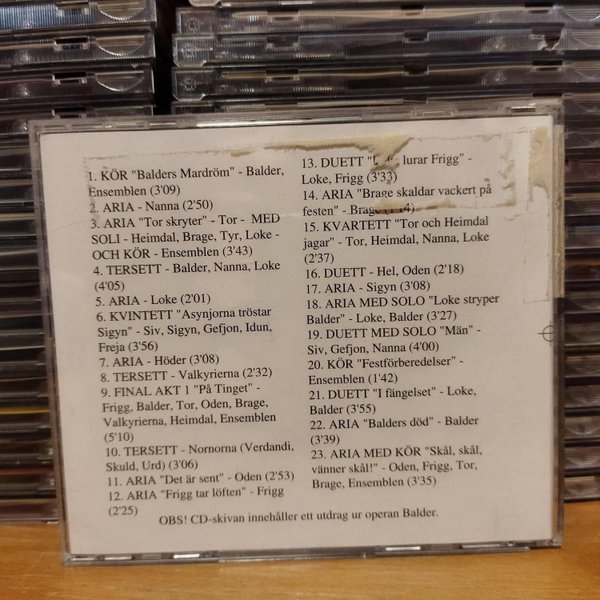 1. KÖR "Balders Mardröm" - Balder,
Ensemblen (3'09)
2. ARIA - Nanna (2'50)
3. ARIA "Tor skryter" - Tor - MED
SOLI - Heimdal, Brage, Tyr, Loke -
OCH KÖR - Ensemblen (3'43)
4. TERSETT - Balder, Nanna, Loke
(4'05)
5. ARIA - Loke (2'01)
6. KVINTETT "Asynjorna tröstar
Sigyn" - Siv, Sigyn, Gefjon, Idun,
Freja (3'56)
7. ARIA - Höder (3'08)
8. TERSETT - Valkyrierna (2'32)
9. FINAL AKT 1 "På Tinget" -
Frigg, Balder, Tor, Oden, Brage,
Valkyrierna, Heimdal, Ensemblen
(5'10)
10. TERSETT - Nornorna (Verdandi,
Skuld, Urd) (3'06)
11. ARIA "Det är sent" - Oden (2'53)
12. ARIA "Frigg tar löften" - Frigg
(2'25)
13. DUETT lurar Frigg" -
Loke, Frigg (3'33)
14. ARIA "Brage skaldar vackert på
festen" - Brage
15. KVARTETT "Tor och Heimdal
jagar" - Tor, Heimdal, Nanna, Loke
(2'37)
16. DUETT - Hel, Oden (2'18)
17. ARIA - Sigyn (3'08)
18. ARIA MED SOLO "Loke stryper
Balder" - Loke, Balder (3'27)
19. DUETT MED SOLO "Män" -
Siv, Gefjon, Nanna (4'00)
20. KÖR "Festförberedelser" -
Ensemblen (1'42)
21. DUETT "I fängelset" - Loke,
Balder (3'55)
22. ARIA "Balders död" - Balder
(3'39)
23. ARIA MED KÖR "Skål, skål,
vänner skål!" - Oden, Frigg, Tor,
Brage, Ensemblen (3'35)
OBS! CD-skivan innehåller ett utdrag ur operan Balder.